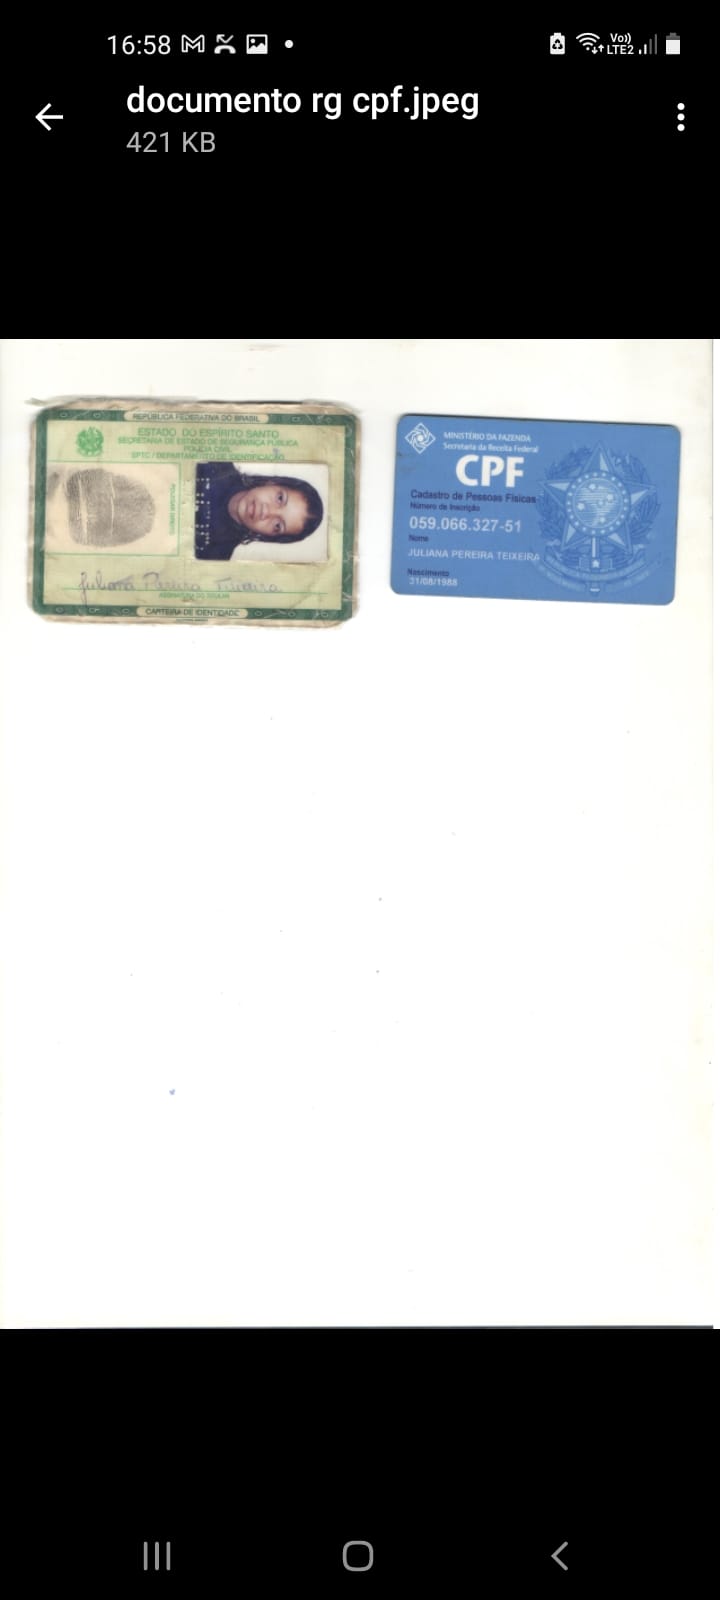 16:58
Vo))
LTE2
documento rg cpf.jpeg
421 KB
REPÚBLICA FEDERATIVA DO BRASIL
ESTADO DO ESPÍRITO SANTO
SECRETARIA DE ESTADO DE SEGURANÇA PÚBLICA
POLÍCIA CIVIL
SPTC / DEPARTAMENTO DE IDENTIFICAÇÃO
POLEGAR DIREITO
Juliana Pereira Teixeira
ASSINATURA DO TITULAR
CARTEIRA DE IDENTIDADE
MINISTÉRIO DA FAZENDA
Secretaria da Receita Federal
CPF
Cadastro de Pessoas Físicas
Número de Inscrição
059.066.327-51
Nome
JULIANA PEREIRA TEIXEIRA
Nascimento
31/08/1988